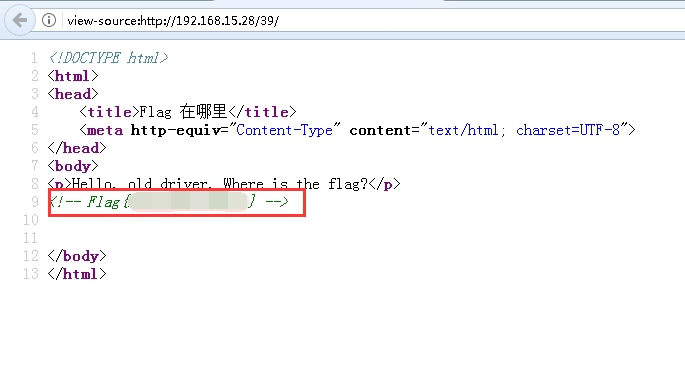 view-source:http://192.168.15.28/39/
1 <!DOCTYPE html>
2 <html>
3 <head>
4 <title>Flag 在哪里</title>
5 <meta http-equiv="Content-Type" content="text/html; charset=UTF-8">
6 </head>
7 <body>
8 <p>Hello, old driver. Where is the flag?</p>
9 <!-- Flag{ } -->
10
11
12 </body>
13 </html>